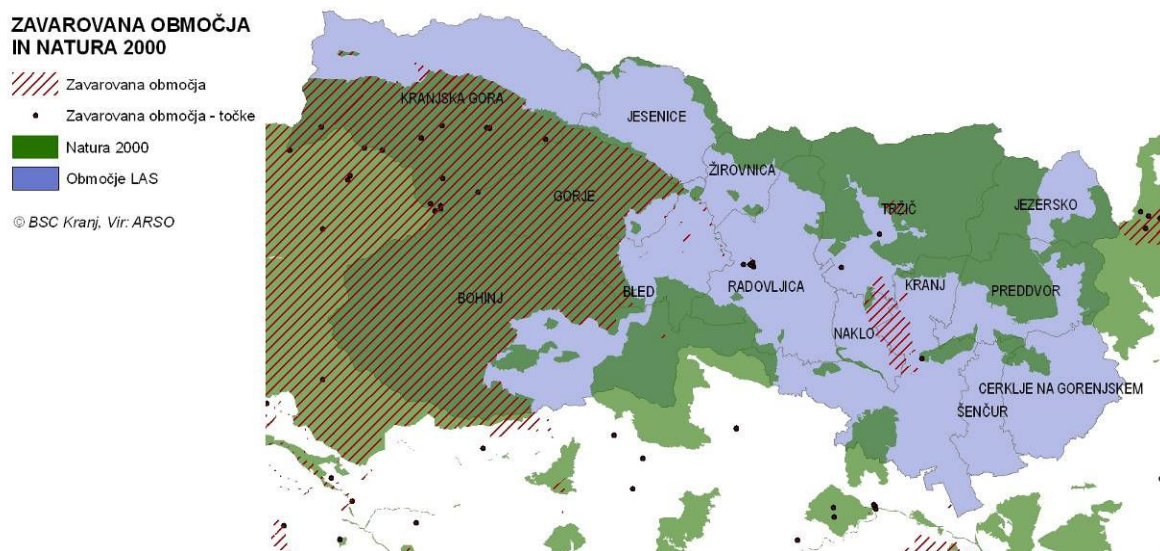 ZAVAROVANA OBMOČJA
IN NATURA 2000
Zavarovana območja
Zavarovana območja - točke
Natura 2000
Območje LAS
© BSC Kranj, Vir: ARSO
KRANJSKA GORA
JESENICE
ŽIROVNICA
GORJE
TRŽIČ
JEZERSKO
BOHINJ
BLED
RADOVLJICA
KRANJ
PREDDVOR
NAKLO
CERKLJE NA GORENJSKEM
ŠENČUR